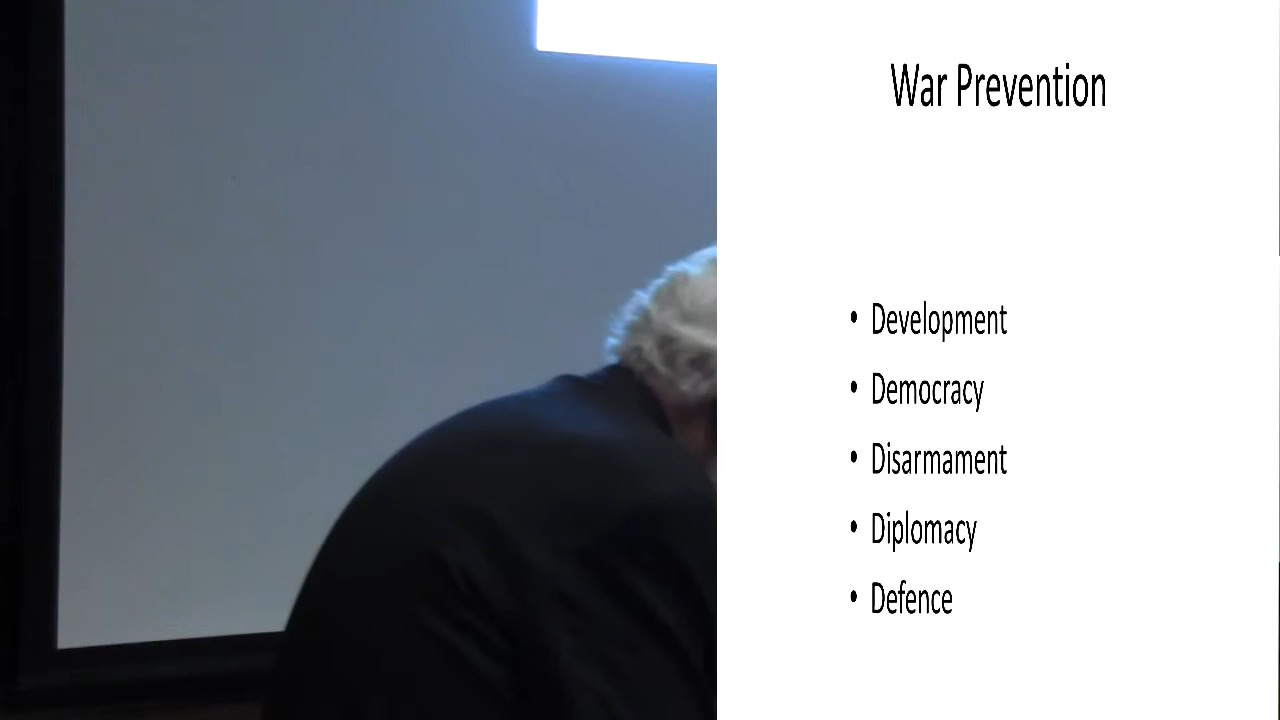 War Prevention
• Development
• Democracy
• Disarmament
• Diplomacy
• Defence